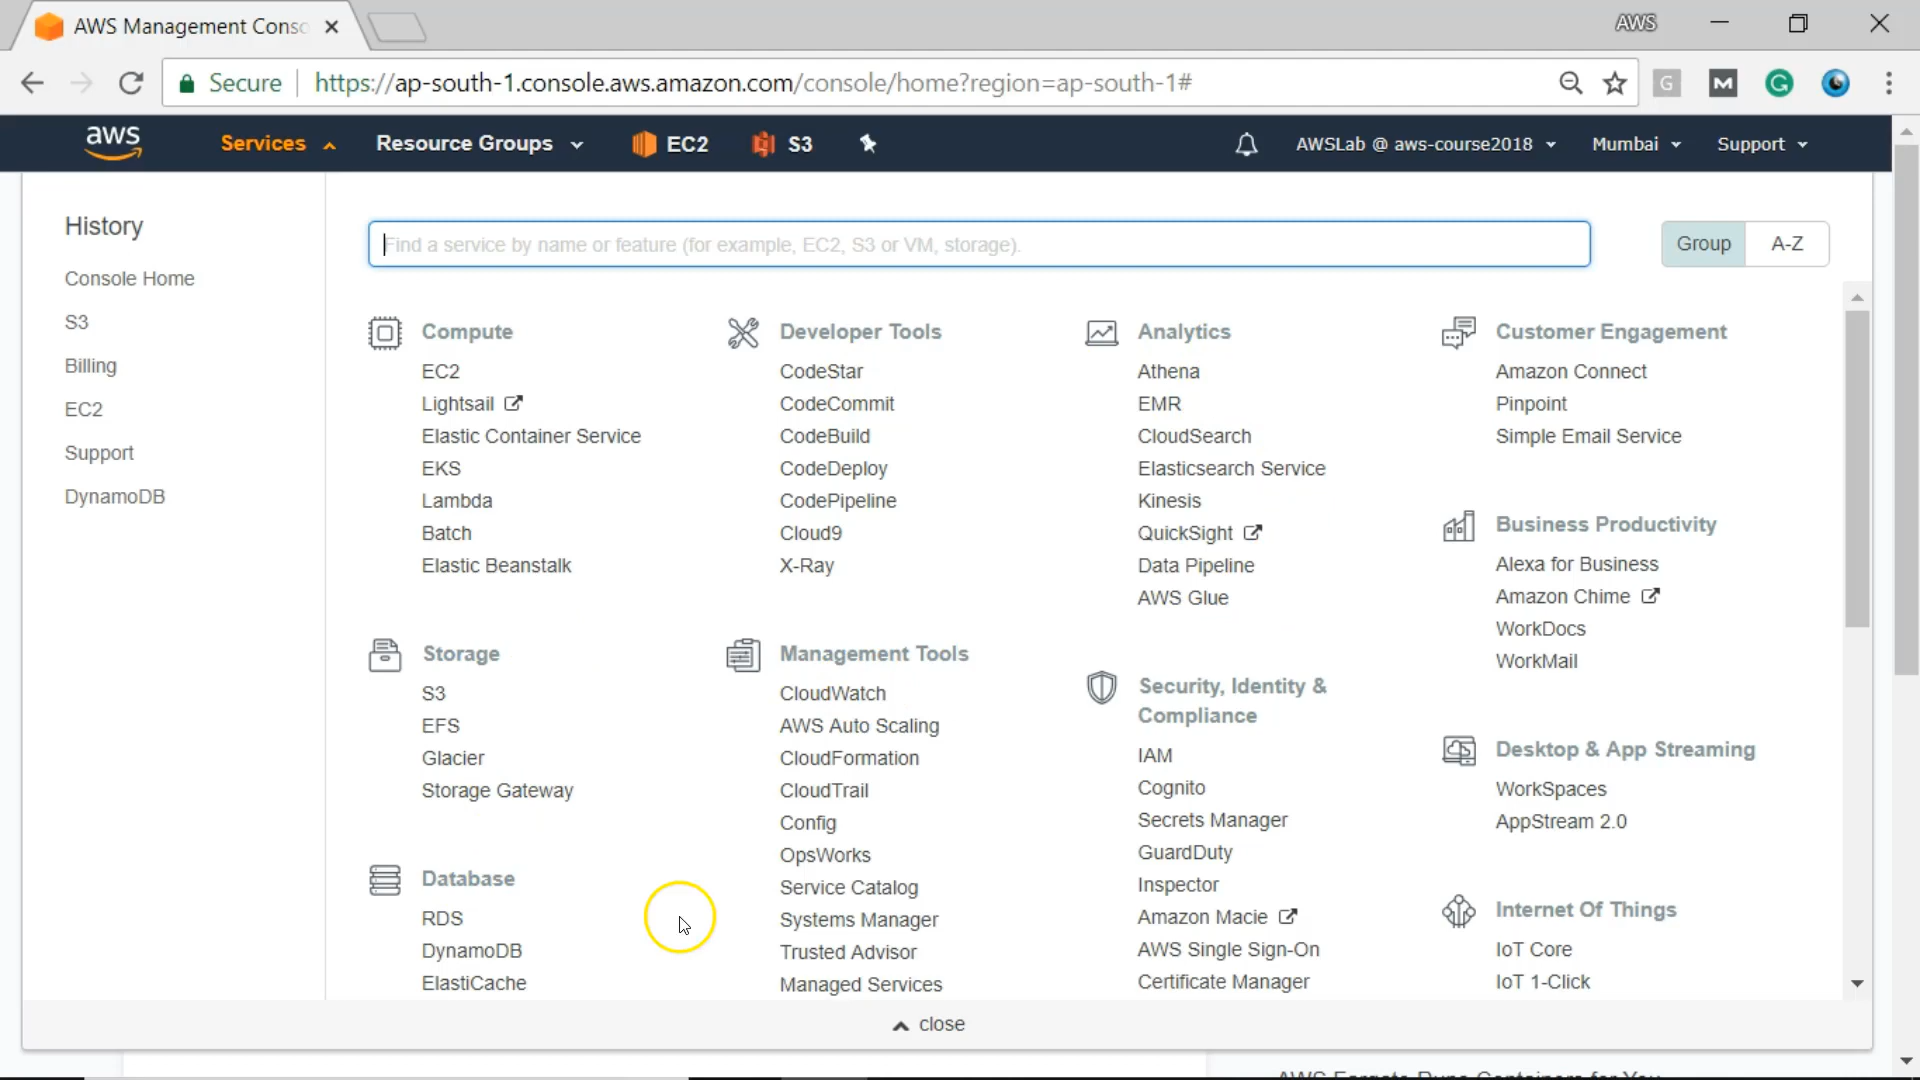 AWS Management Conso
AWS
Secure
https://ap-south-1.console.aws.amazon.com/console/home?region=ap-south-1#
G
M
G
aws
Services
Resource Groups
EC2
S3
AWSLab @ aws-course2018
Mumbai
Support
History
Console Home
S3
Billing
EC2
Support
DynamoDB
Find a service by name or feature (for example, EC2, S3 or VM, storage).
Group
A-Z
Compute
EC2
Lightsail
Elastic Container Service
EKS
Lambda
Batch
Elastic Beanstalk
Storage
S3
EFS
Glacier
Storage Gateway
Database
RDS
DynamoDB
ElastiCache
Developer Tools
CodeStar
CodeCommit
CodeBuild
CodeDeploy
CodePipeline
Cloud9
X-Ray
Management Tools
CloudWatch
AWS Auto Scaling
CloudFormation
CloudTrail
Config
OpsWorks
Service Catalog
Systems Manager
Trusted Advisor
Managed Services
Analytics
Athena
EMR
CloudSearch
Elasticsearch Service
Kinesis
QuickSight
Data Pipeline
AWS Glue
Security, Identity &
Compliance
IAM
Cognito
Secrets Manager
GuardDuty
Inspector
Amazon Macie
AWS Single Sign-On
Certificate Manager
Customer Engagement
Amazon Connect
Pinpoint
Simple Email Service
Business Productivity
Alexa for Business
Amazon Chime
WorkDocs
WorkMail
Desktop & App Streaming
WorkSpaces
AppStream 2.0
Internet Of Things
IoT Core
IoT 1-Click
close
AWS Fargate Runs Containers for You